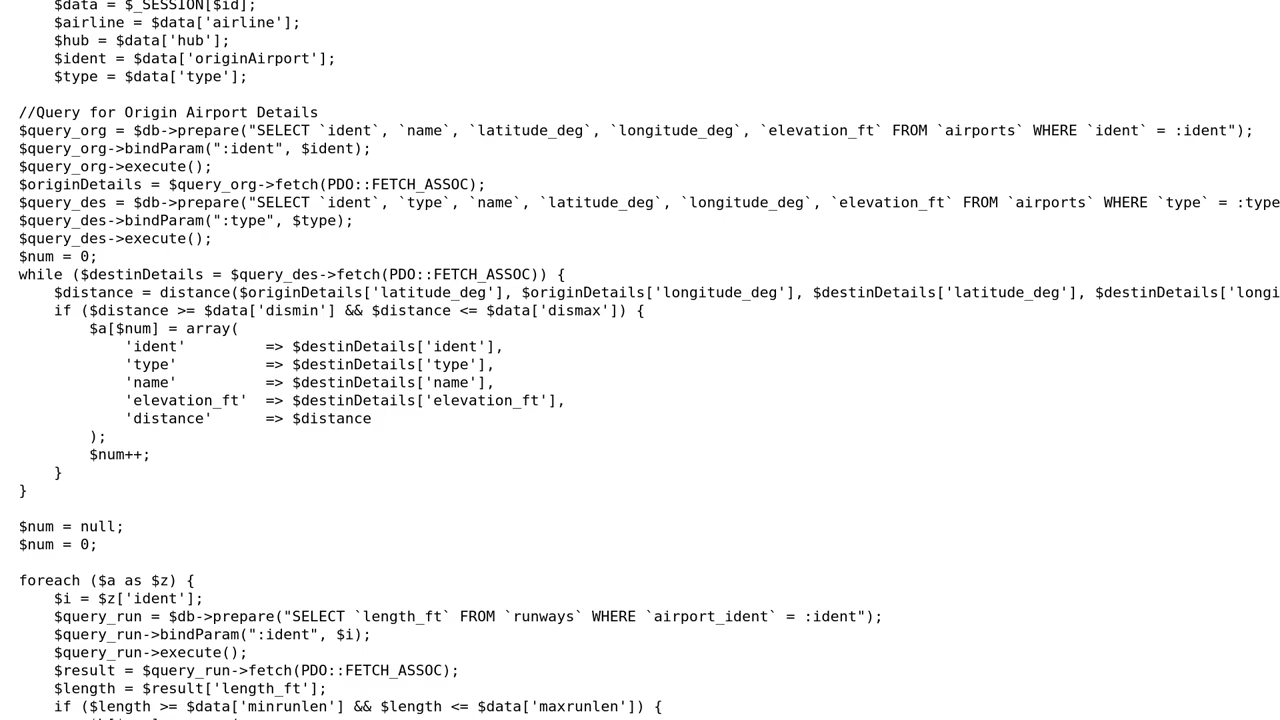 $data = $_SESSION[$id];
$airline = $data['airline'];
$hub = $data['hub'];
$ident = $data['originAirport'];
$type = $data['type'];
//Query for Origin Airport Details
$query_org = $db->prepare("SELECT `ident`, `name`, `latitude_deg`, `longitude_deg`, `elevation_ft` FROM `airports` WHERE `ident` = :ident");
$query_org->bindParam(":ident", $ident);
$query_org->execute();
$originDetails = $query_org->fetch(PDO::FETCH_ASSOC);
$query_des = $db->prepare("SELECT `ident`, `type`, `name`, `latitude_deg`, `longitude_deg`, `elevation_ft` FROM `airports` WHERE `type` = :type
$query_des->bindParam(":type", $type);
$query_des->execute();
$num = 0;
while ($destinDetails = $query_des->fetch(PDO::FETCH_ASSOC)) {
    $distance = distance($originDetails['latitude_deg'], $originDetails['longitude_deg'], $destinDetails['latitude_deg'], $destinDetails['longi
    if ($distance >= $data['dismin'] && $distance <= $data['dismax']) {
        $a[$num] = array(
            'ident'         => $destinDetails['ident'],
            'type'          => $destinDetails['type'],
            'name'          => $destinDetails['name'],
            'elevation_ft'  => $destinDetails['elevation_ft'],
            'distance'      => $distance
        );
        $num++;
    }
}
$num = null;
$num = 0;
foreach ($a as $z) {
    $i = $z['ident'];
    $query_run = $db->prepare("SELECT `length_ft` FROM `runways` WHERE `airport_ident` = :ident");
    $query_run->bindParam(":ident", $i);
    $query_run->execute();
    $result = $query_run->fetch(PDO::FETCH_ASSOC);
    $length = $result['length_ft'];
    if ($length >= $data['minrunlen'] && $length <= $data['maxrunlen']) {